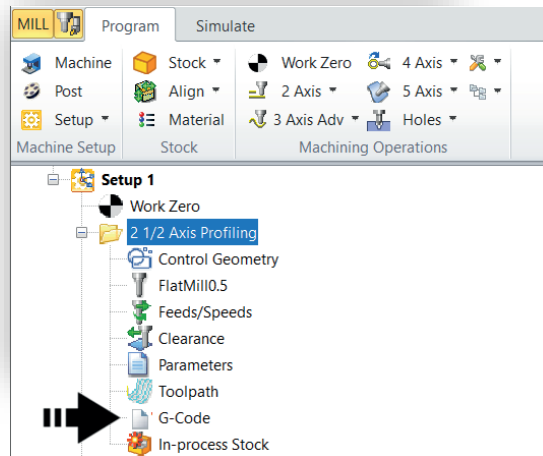 MILL Program Simulate
Machine Stock Work Zero 4 Axis
Post Align 2 Axis 5 Axis
Setup Material 3 Axis Adv Holes
Machine Setup Stock Machining Operations
Setup 1
Work Zero
2 1/2 Axis Profiling
Control Geometry
FlatMill0.5
Feeds/Speeds
Clearance
Parameters
Toolpath
G-Code
In-process Stock